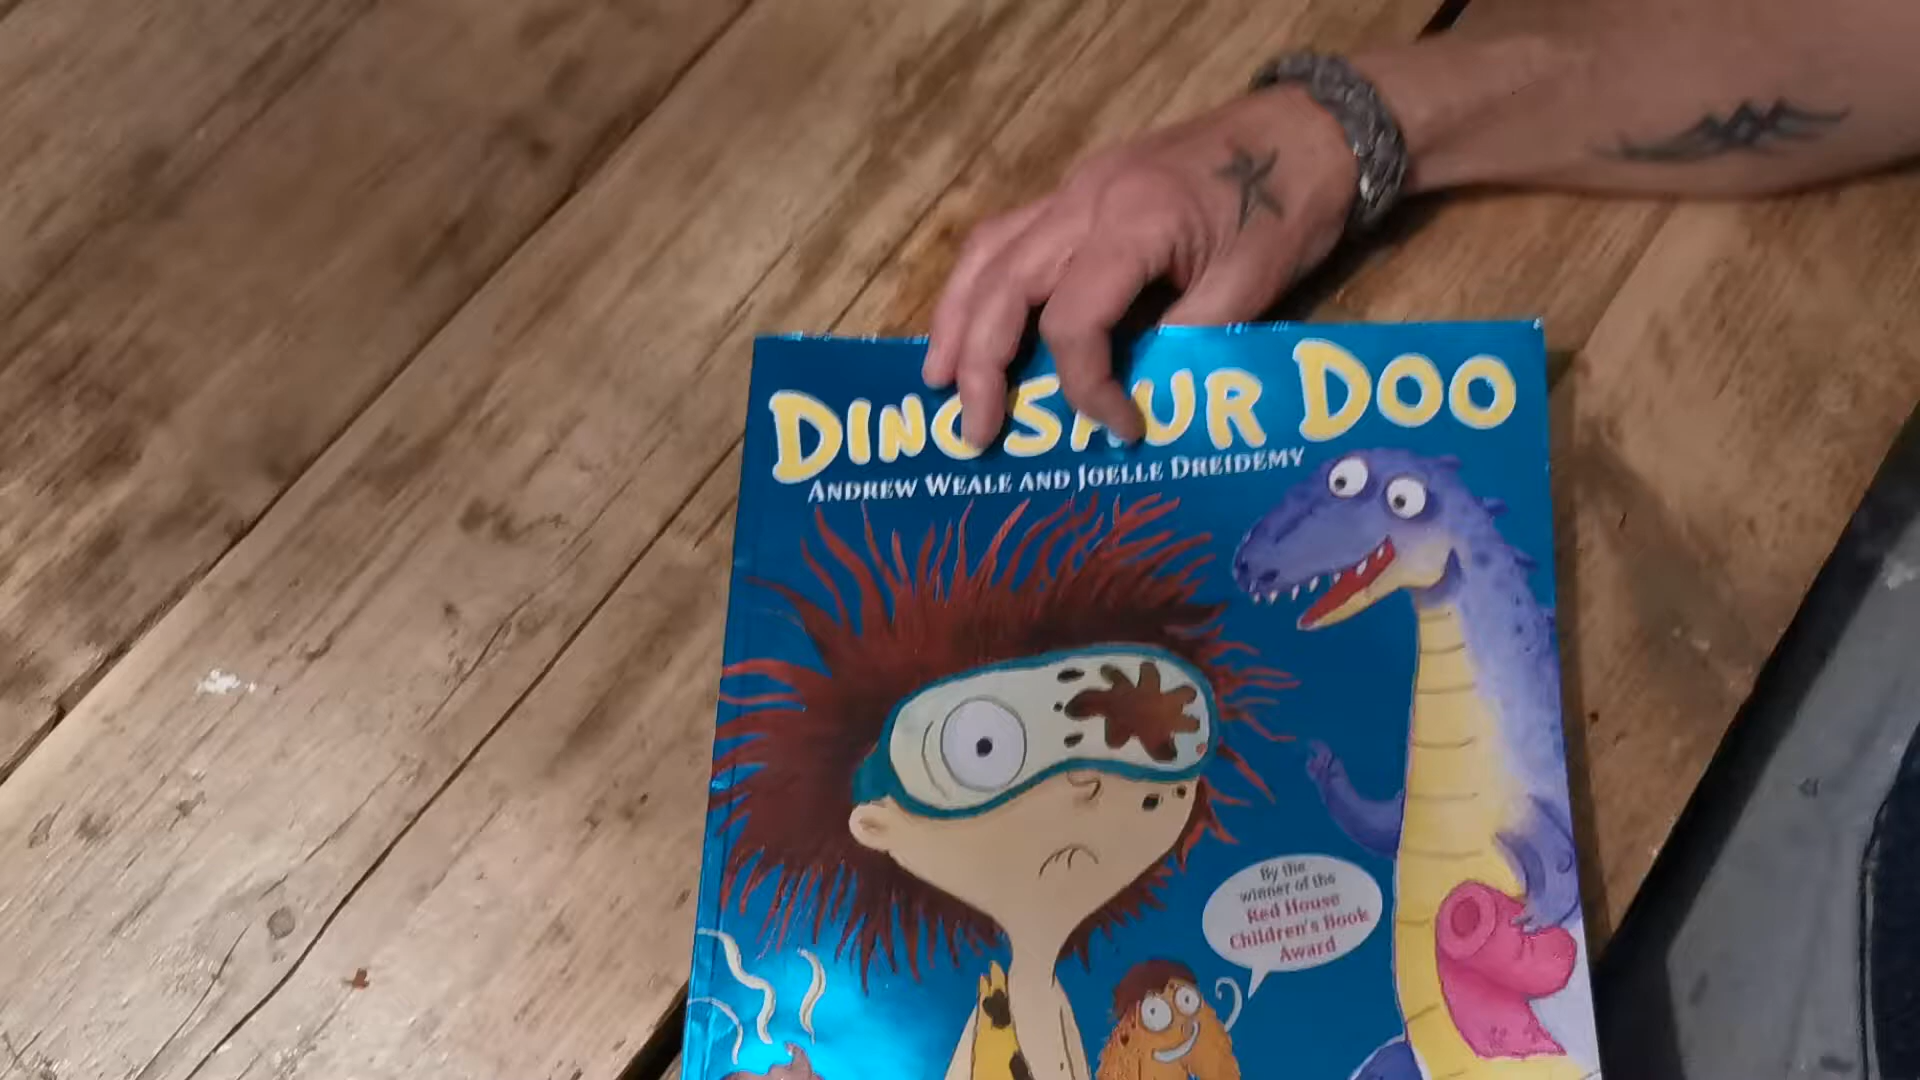 DINOSAUR DOO
ANDREW WEALE AND JOELLE DREIDEMY
By the
winner of the
Red House
Children's Book
Award